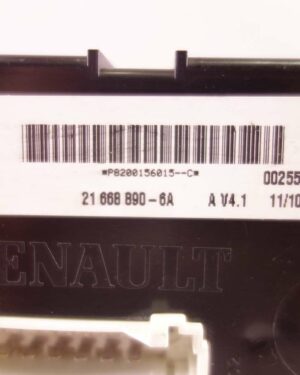 *P8200156015--C*
00255
21 668 890-6A A V4.1 11/10
RENAULT